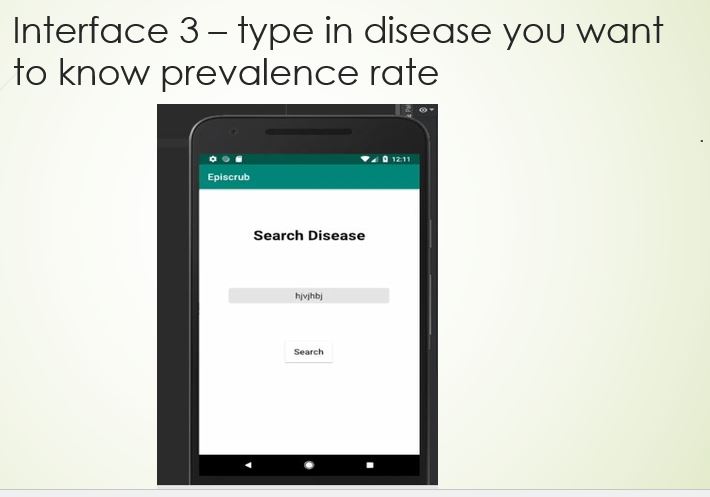 Interface 3 – type in disease you want
to know prevalence rate
12:11
Episcrub
Search Disease
hjvjhbj
Search